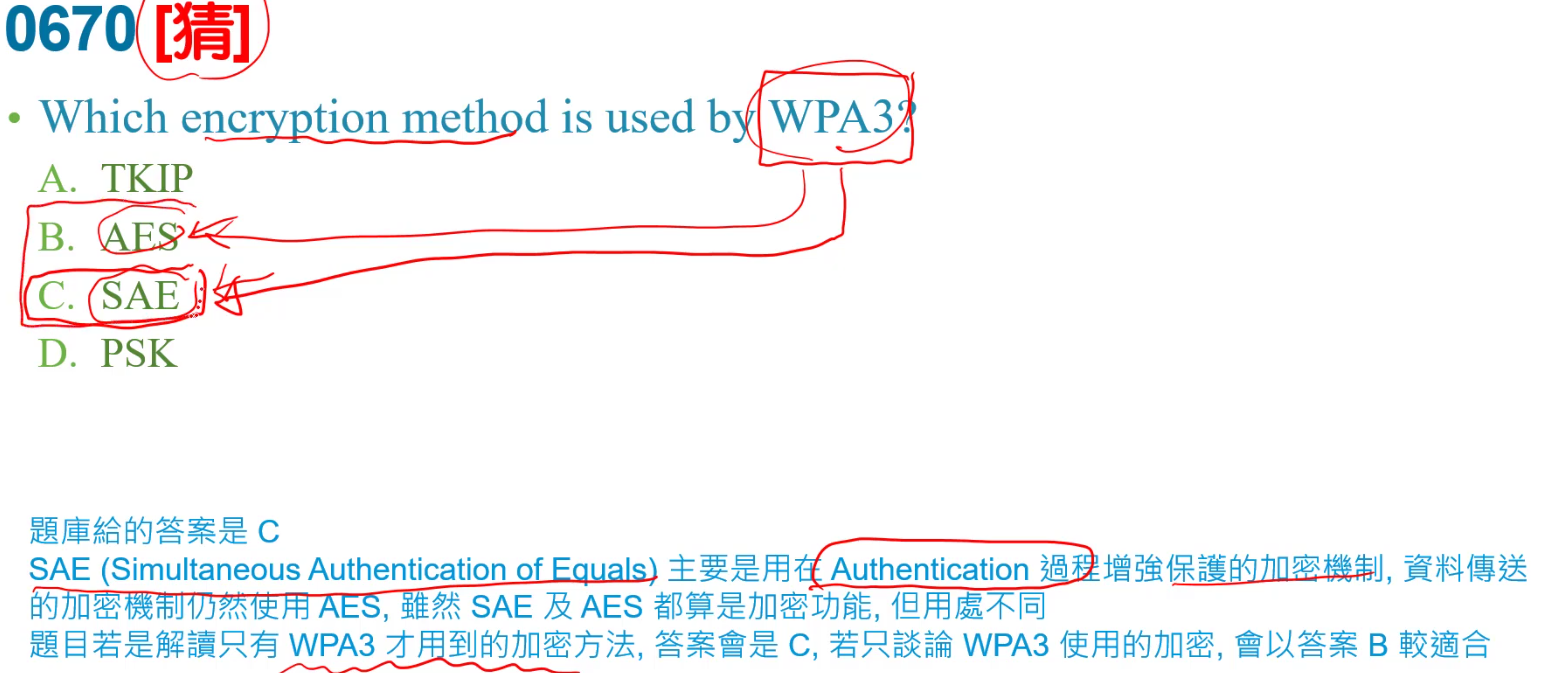 0670[猜]
• Which encryption method is used by WPA3?
A. TKIP
B. AES
C. SAE
D. PSK
題庫給的答案是 C
SAE (Simultaneous Authentication of Equals) 主要是用在 Authentication 過程增強保護的加密機制, 資料傳送
的加密機制仍然使用 AES, 雖然 SAE 及 AES 都算是加密功能, 但用處不同
題目若是解讀只有 WPA3 才用到的加密方法, 答案會是 C, 若只談論 WPA3 使用的加密, 會以答案 B 較適合